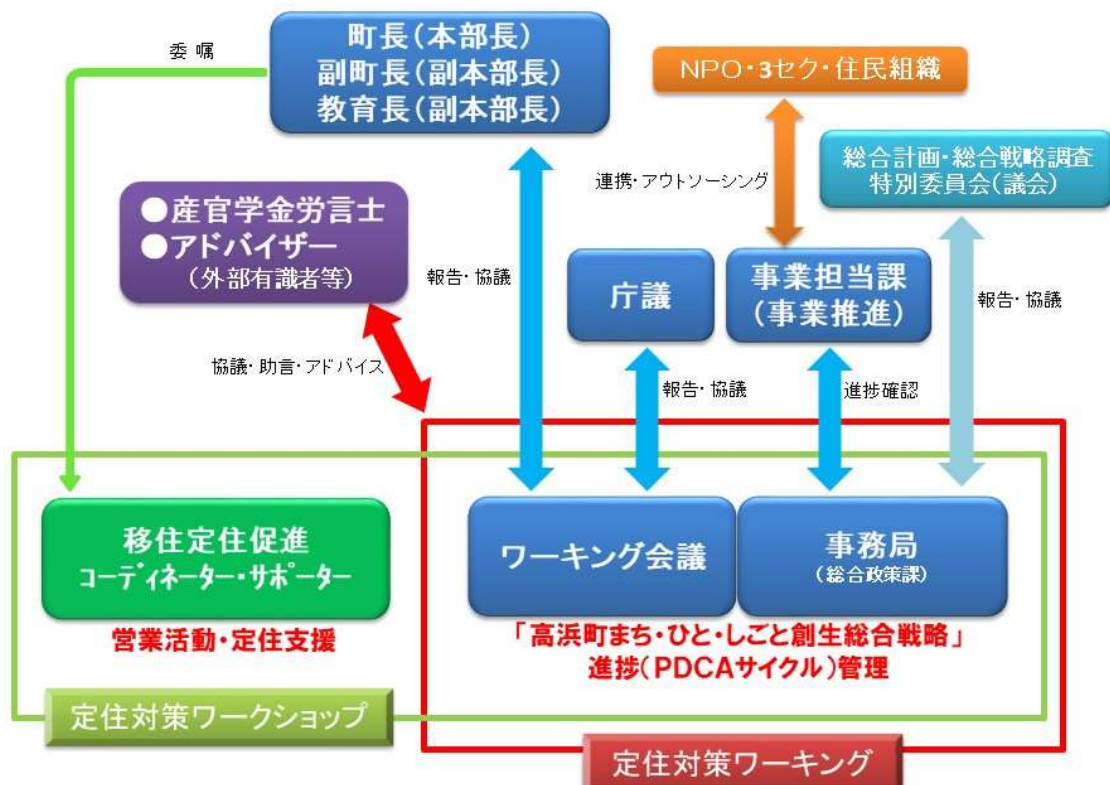 委嘱
町長（本部長）
副町長（副本部長）
教育長（副本部長）
NPO・3セク・住民組織
総合計画・総合戦略調査
特別委員会（議会）
連携・アウトソーシング
●産官学金労言士
●アドバイザー
（外部有識者等）
報告・協議
庁議
事業担当課
（事業推進）
報告・協議
協議・助言・アドバイス
報告・協議
進捗確認
移住定住促進
コーディネーター・サポーター
ワーキング会議
事務局
（総合政策課）
営業活動・定住支援
「高浜町まち・ひと・しごと創生総合戦略」
進捗（PDCAサイクル）管理
定住対策ワークショップ
定住対策ワーキング